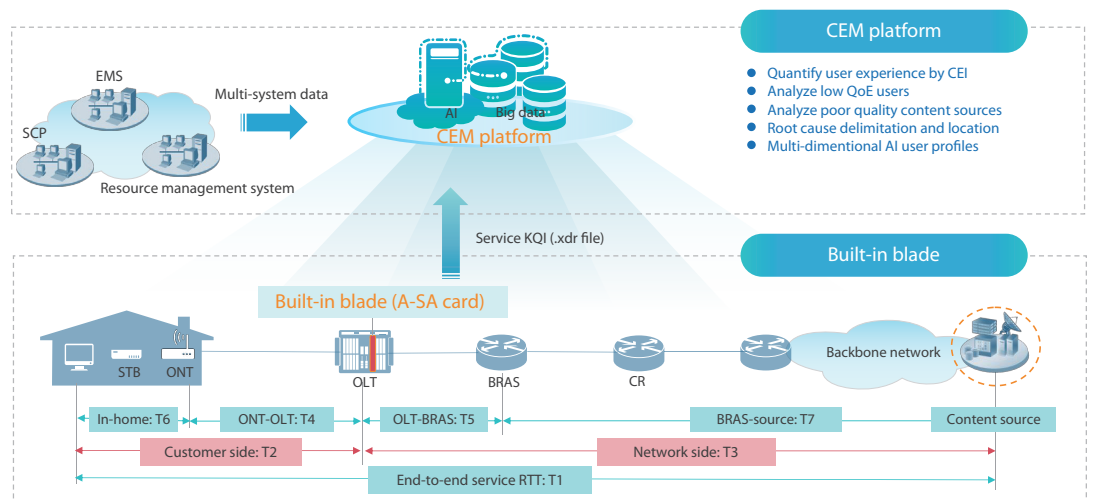 CEM platform
Quantify user experience by CEI
Analyze low QoE users
Analyze poor quality content sources
Root cause delimitation and location
Multi-dimentional AI user profiles
EMS
Multi-system data
SCP
Resource management system
AI
Big data
CEM platform
Service KQI (.xdr file)
Built-in blade
Built-in blade (A-SA card)
STB
ONT
OLT
BRAS
CR
Backbone network
In-home: T6
ONT-OLT: T4
OLT-BRAS: T5
BRAS-source: T7
Content source
Customer side: T2
Network side: T3
End-to-end service RTT: T1